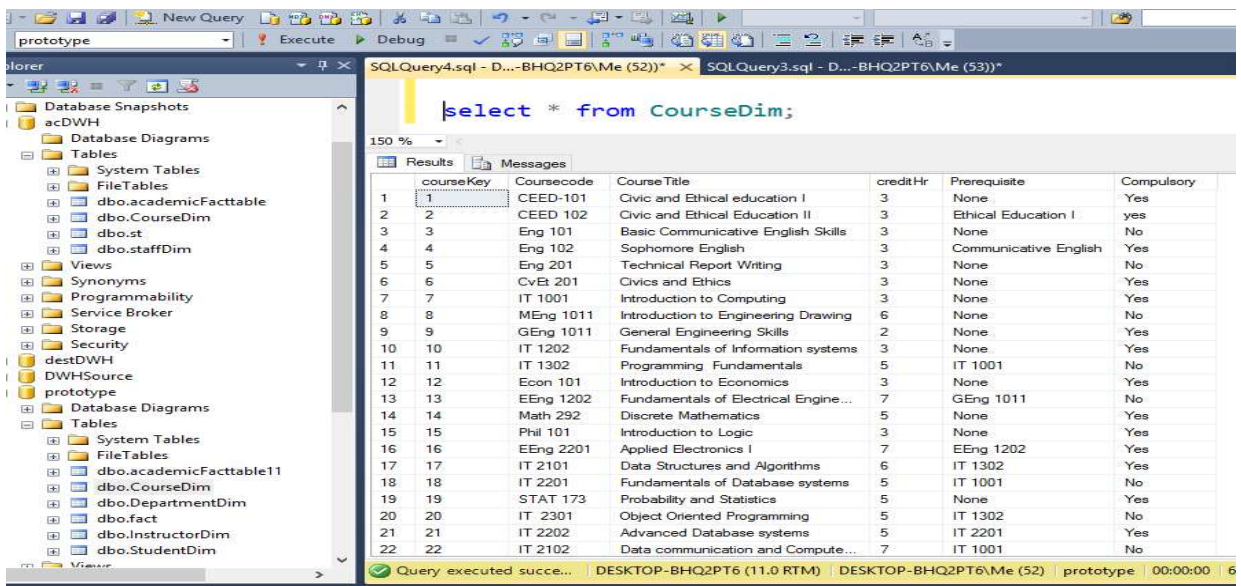 New Query
prototype Execute Debug
SQLQuery4.sql - D...-BHQ2PT6\Me (52))* × SQLQuery3.sql - D...-BHQ2PT6\Me (53))*
Database Snapshots
acDWH
Database Diagrams
Tables
System Tables
FileTables
dbo.academicFacttable
dbo.CourseDim
dbo.st
dbo.staffDim
Views
Synonyms
Programmability
Service Broker
Storage
Security
destDWH
DWHSource
prototype
Database Diagrams
Tables
System Tables
FileTables
dbo.academicFacttable11
dbo.CourseDim
dbo.DepartmentDim
dbo.fact
dbo.InstructorDim
dbo.StudentDim
Views
select * from CourseDim;
150 %
Results Messages
courseKey Coursecode CourseTitle creditHr Prerequisite Compulsory
1 1 CEED-101 Civic and Ethical education I 3 None Yes
2 2 CEED 102 Civic and Ethical Education II 3 Ethical Education I yes
3 3 Eng 101 Basic Communicative English Skills 3 None No
4 4 Eng 102 Sophomore English 3 Communicative English Yes
5 5 Eng 201 Technical Report Writing 3 None No
6 6 CvEt 201 Civics and Ethics 3 None Yes
7 7 IT 1001 Introduction to Computing 3 None Yes
8 8 MEng 1011 Introduction to Engineering Drawing 6 None No
9 9 GEng 1011 General Engineering Skills 2 None Yes
10 10 IT 1202 Fundamentals of Information systems 3 None Yes
11 11 IT 1302 Programming Fundamentals 5 IT 1001 No
12 12 Econ 101 Introduction to Economics 3 None Yes
13 13 EEng 1202 Fundamentals of Electrical Engine... 7 GEng 1011 No
14 14 Math 292 Discrete Mathematics 5 None Yes
15 15 Phil 101 Introduction to Logic 3 None Yes
16 16 EEng 2201 Applied Electronics I 7 EEng 1202 Yes
17 17 IT 2101 Data Structures and Algorithms 6 IT 1302 Yes
18 18 IT 2201 Fundamentals of Database systems 5 IT 1001 No
19 19 STAT 173 Probability and Statistics 5 None Yes
20 20 IT 2301 Object Oriented Programming 5 IT 1302 No
21 21 IT 2202 Advanced Database systems 5 IT 2201 Yes
22 22 IT 2102 Data communication and Compute... 7 IT 1001 No
Query executed succe... DESKTOP-BHQ2PT6 (11.0 RTM) DESKTOP-BHQ2PT6\Me (52) prototype 00:00:00 6